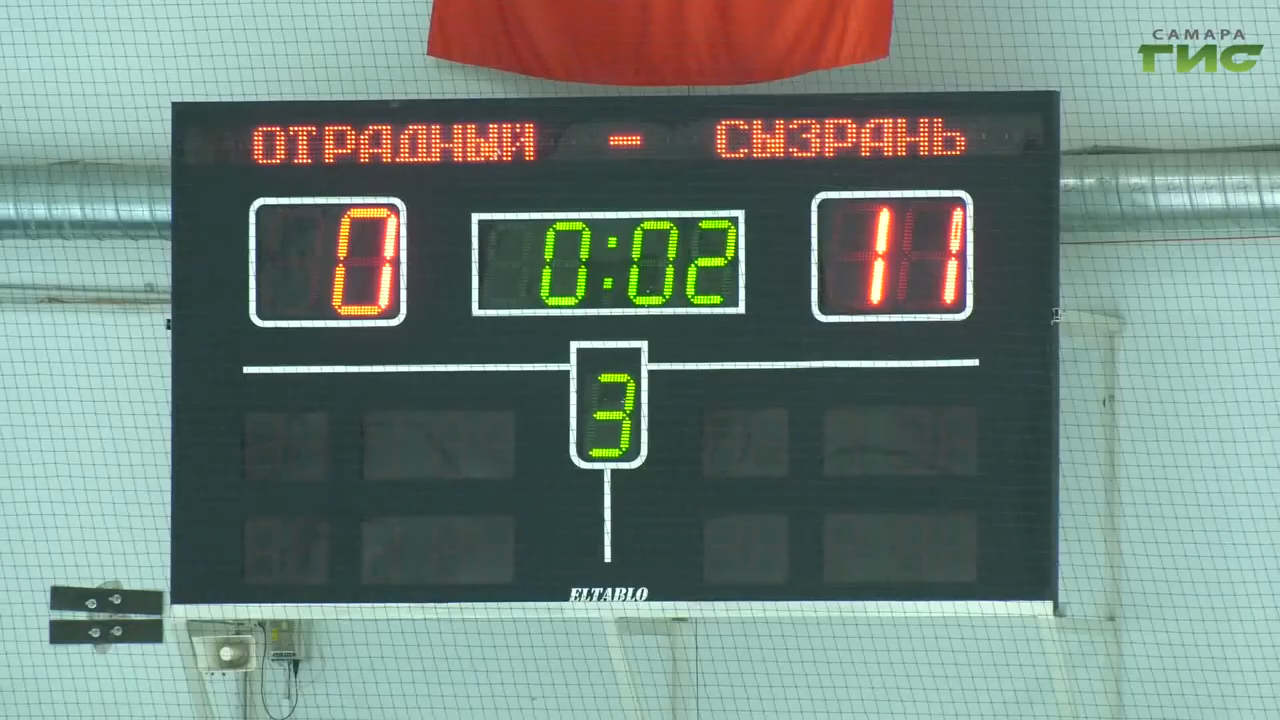 САМАРА
ГИС
ОТРАДНЫЙ - СЫЗРАНЬ
0 0:02 11
3
ELTABLO